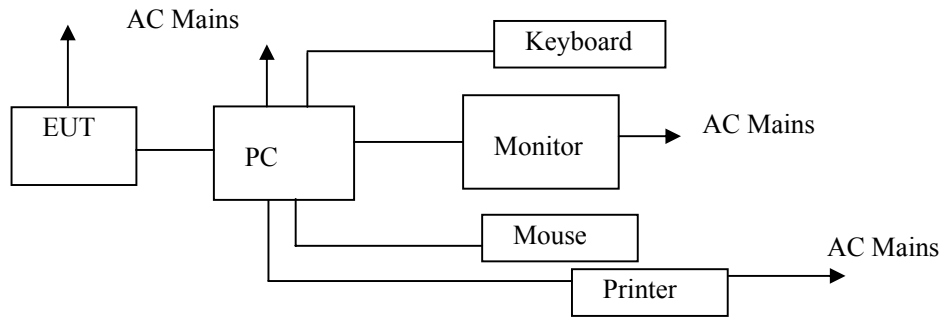 AC Mains
Keyboard
EUT
PC
Monitor
AC Mains
Mouse
AC Mains
Printer